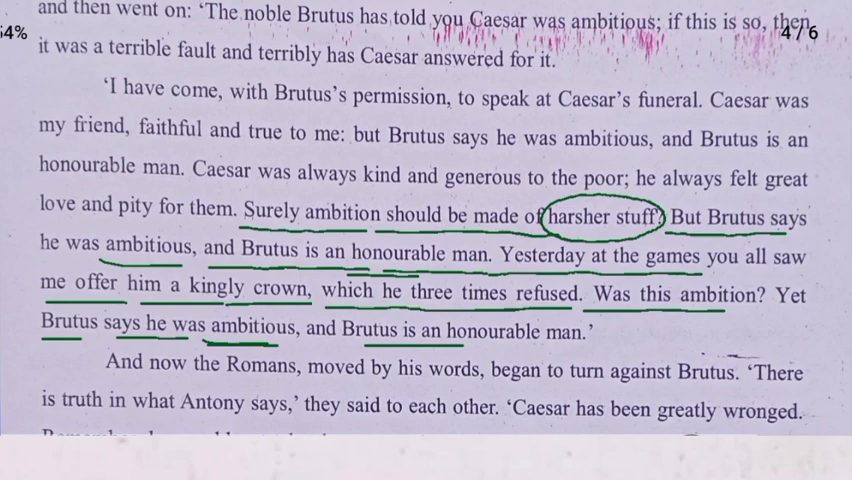 and then went on: ‘The noble Brutus has told you Caesar was ambitious; if this is so, then
54% 4 / 6
it was a terrible fault and terribly has Caesar answered for it.
‘I have come, with Brutus’s permission, to speak at Caesar’s funeral. Caesar was
my friend, faithful and true to me: but Brutus says he was ambitious, and Brutus is an
honourable man. Caesar was always kind and generous to the poor; he always felt great
love and pity for them. Surely ambition should be made of harsher stuff? But Brutus says
he was ambitious, and Brutus is an honourable man. Yesterday at the games you all saw
me offer him a kingly crown, which he three times refused. Was this ambition? Yet
Brutus says he was ambitious, and Brutus is an honourable man.’
And now the Romans, moved by his words, began to turn against Brutus. ‘There
is truth in what Antony says,’ they said to each other. ‘Caesar has been greatly wronged.